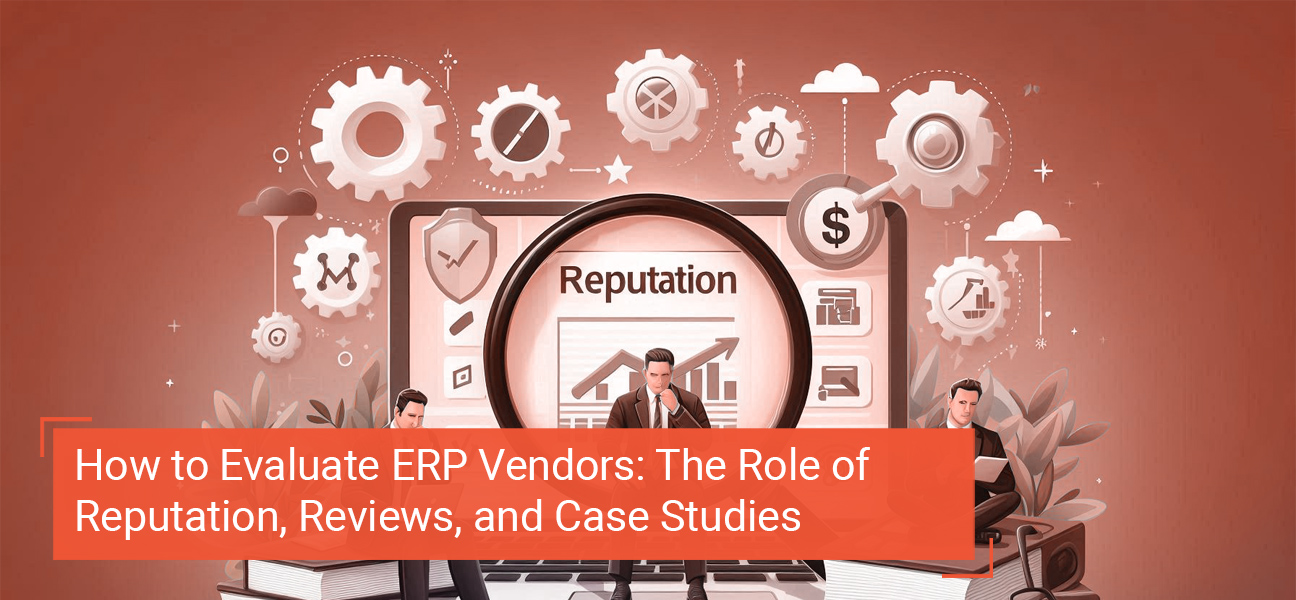 $
Reputation
How to Evaluate ERP Vendors: The Role of
Reputation, Reviews, and Case Studies